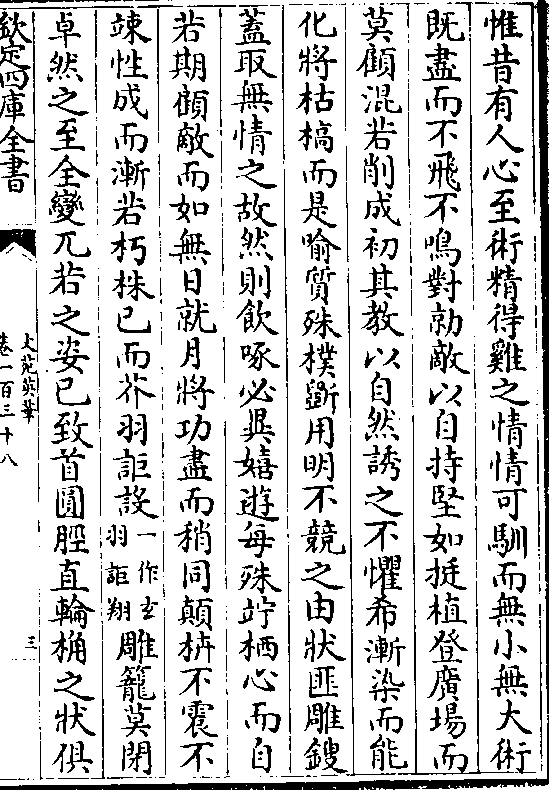 惟昔有人心至術精得雞之情情可馴而無小無大術
既盡而不飛不鳴對勍敵以自持堅如挺植登廣場而
莫顧混若削成初其教以自然誘之不懼希漸染而能
化將枯槁而是喻質殊樸斵用明不競之由狀匪雕鎪
蓋取無情之故然則飲啄必異嬉遊每殊竚栖心而自
若期顧敵而如無日就月將功盡而稍同顛枿不震不
竦性成而漸若朽株已而芥羽詎設一作玄羽詎翔雕籠莫閉
卓然之至全變兀若之姿已致首圓脛直輪桷之狀俱
欽定四庫全書
文苑英華
卷一百三十八
三